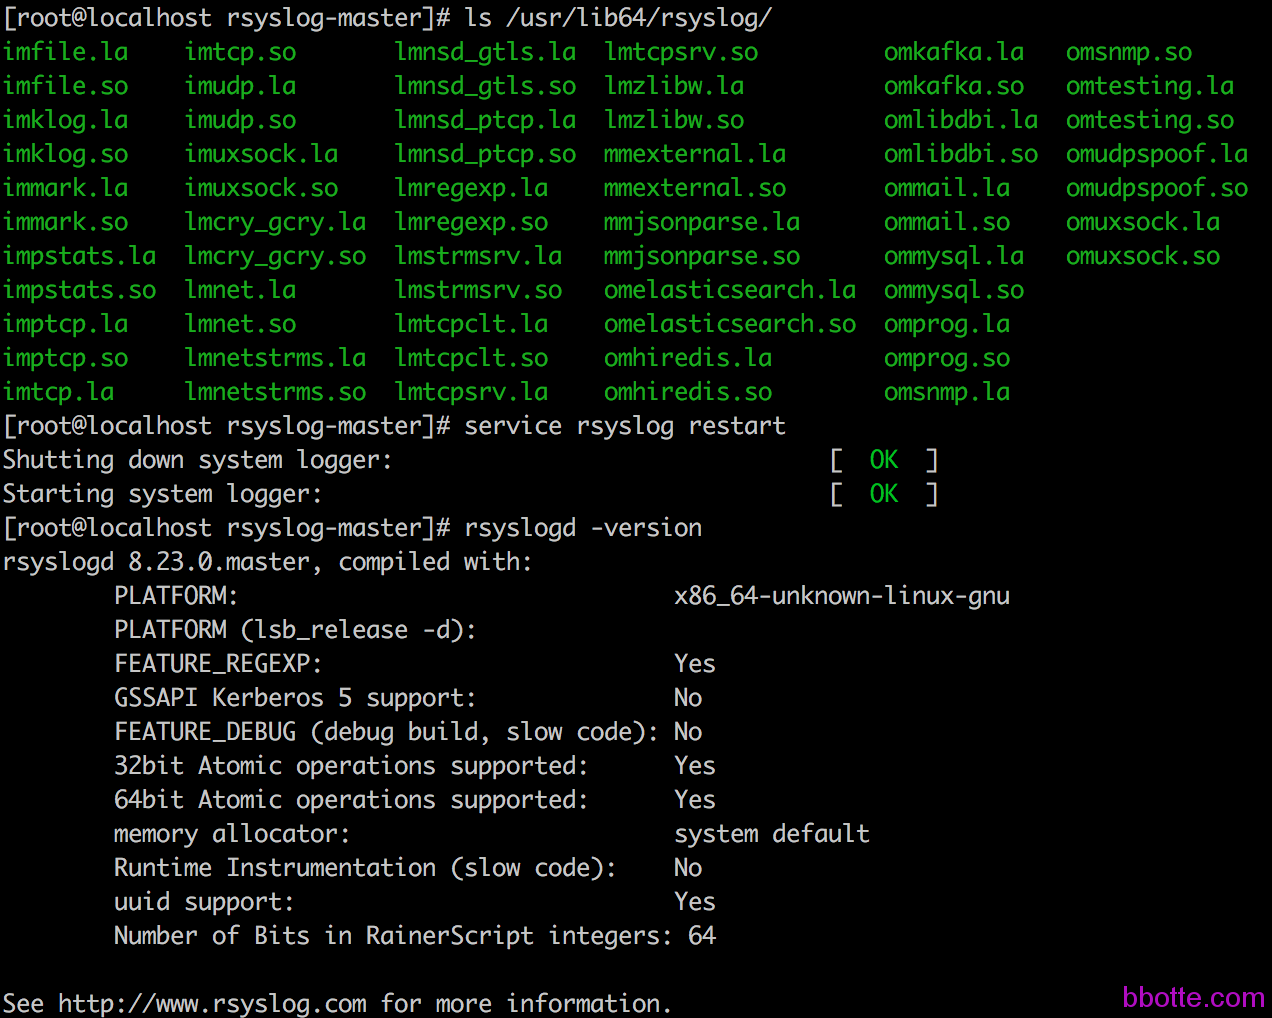 [root@localhost rsyslog-master]# ls /usr/lib64/rsyslog/
imfile.la    imtcp.so        lmnsd_gtls.la  lmtcpsrv.so         omkafka.la   omsnmp.so
imfile.so    imudp.la        lmnsd_gtls.so  lmzlibw.la          omkafka.so   omtesting.la
imklog.la    imudp.so        lmnsd_ptcp.la  lmzlibw.so          omlibdbi.la  omtesting.so
imklog.so    imuxsock.la     lmnsd_ptcp.so  mmexternal.la       omlibdbi.so  omudpspoof.la
immark.la    imuxsock.so     lmregexp.la    mmexternal.so       ommail.la    omudpspoof.so
immark.so    lmcry_gcry.la   lmregexp.so    mmjsonparse.la      ommail.so    omuxsock.la
impstats.la  lmcry_gcry.so   lmstrmsrv.la   mmjsonparse.so      ommysql.la   omuxsock.so
impstats.so  lmnet.la        lmstrmsrv.so   omelasticsearch.la  ommysql.so
imptcp.la    lmnet.so        lmtcpclt.la    omelasticsearch.so  omprog.la
imptcp.so    lmnetstrms.la   lmtcpclt.so    omhiredis.la        omprog.so
imtcp.la     lmnetstrms.so   lmtcpsrv.la    omhiredis.so        omsnmp.la
[root@localhost rsyslog-master]# service rsyslog restart
Shutting down system logger:                               [  OK  ]
Starting system logger:                                    [  OK  ]
[root@localhost rsyslog-master]# rsyslogd -version
rsyslogd 8.23.0.master, compiled with:
PLATFORM:                               x86_64-unknown-linux-gnu
PLATFORM (lsb_release -d):
FEATURE_REGEXP:                         Yes
GSSAPI Kerberos 5 support:              No
FEATURE_DEBUG (debug build, slow code): No
32bit Atomic operations supported:      Yes
64bit Atomic operations supported:      Yes
memory allocator:                       system default
Runtime Instrumentation (slow code):    No
uuid support:                           Yes
Number of Bits in RainerScript integers: 64
See http://www.rsyslog.com for more information.
bbotte.com